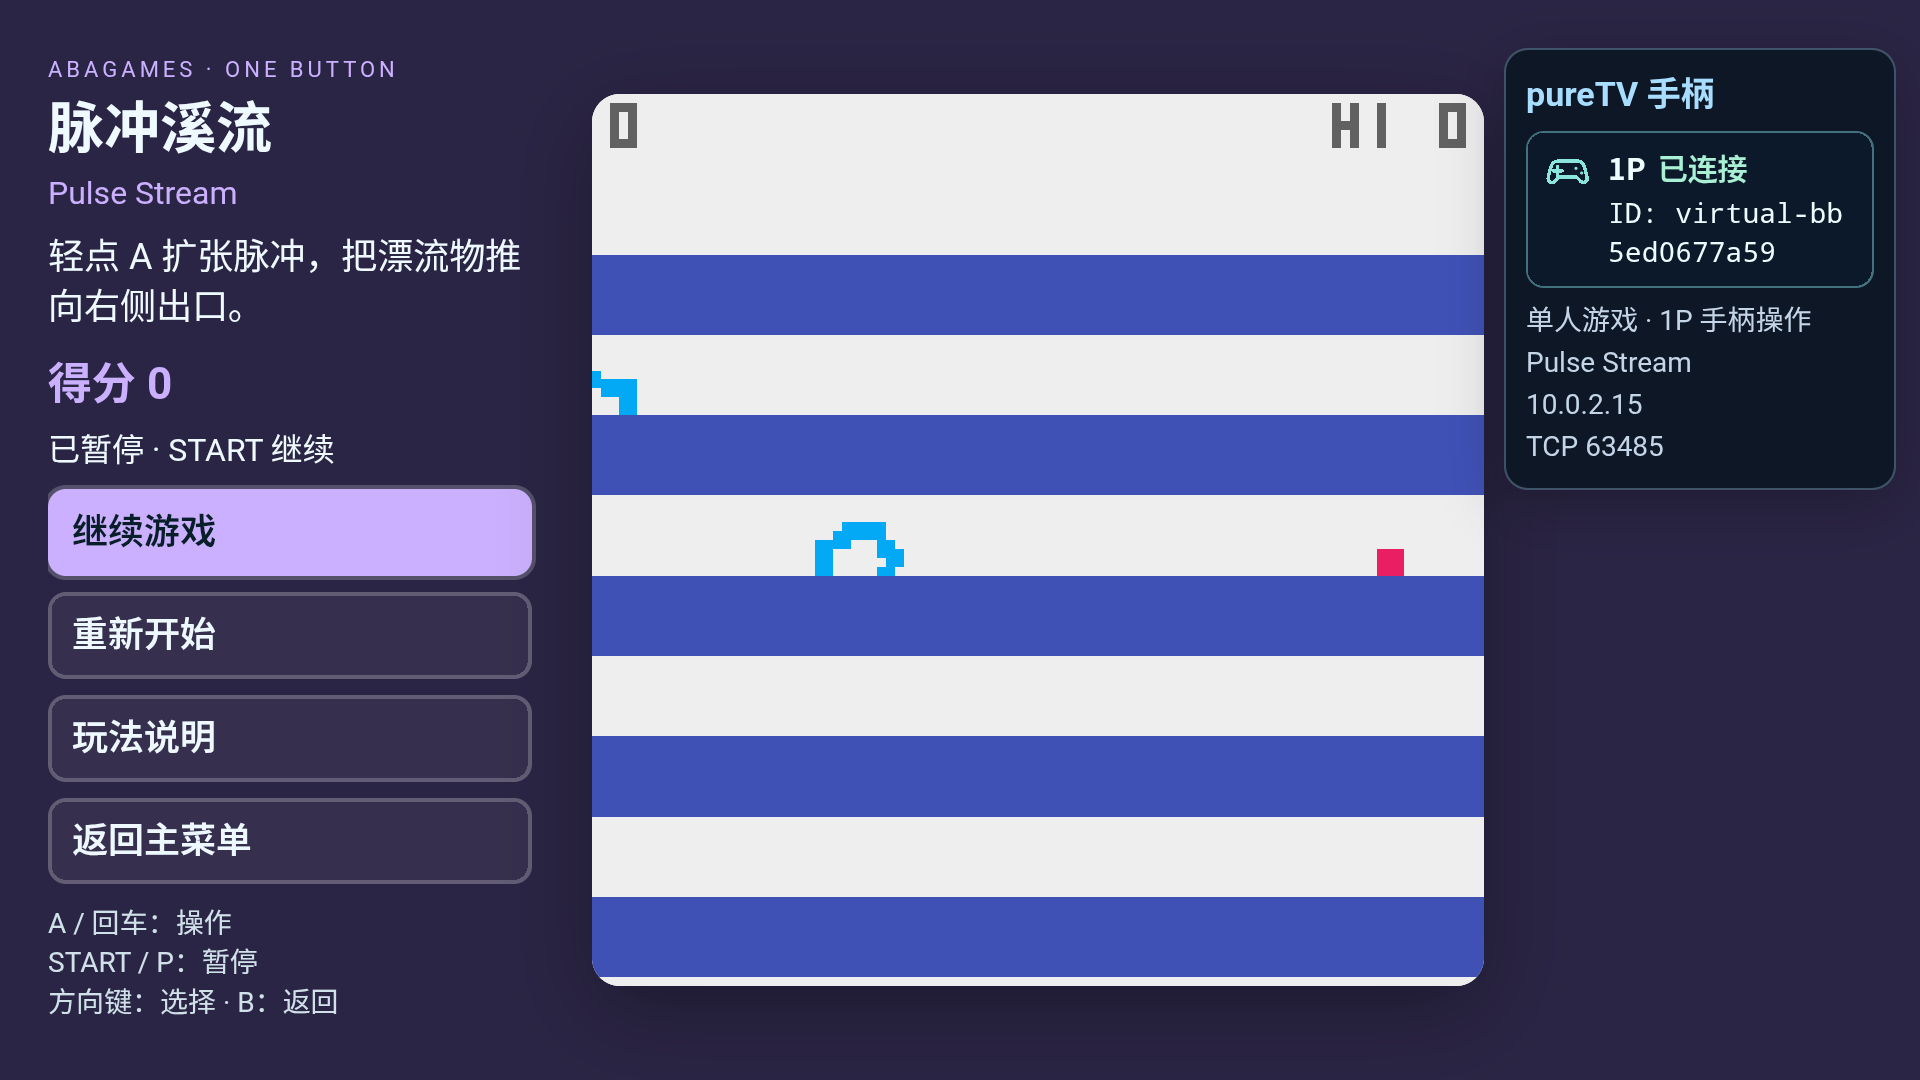 ABAGAMES · ONE BUTTON
脉冲溪流
Pulse Stream
轻点 A 扩张脉冲，把漂流物推
向右侧出口。
得分 0
已暂停 · START 继续
继续游戏
重新开始
玩法说明
返回主菜单
A / 回车：操作
START / P：暂停
方向键：选择 · B：返回
0
HI 0
pureTV 手柄
1P 已连接
ID: virtual-bb
5ed0677a59
单人游戏 · 1P 手柄操作
Pulse Stream
10.0.2.15
TCP 63485